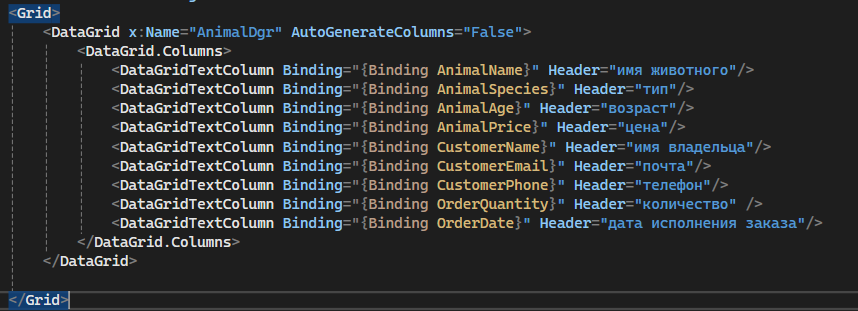 <Grid>
<DataGrid x:Name="AnimalDgr" AutoGenerateColumns="False">
<DataGrid.Columns>
<DataGridTextColumn Binding="{Binding AnimalName}" Header="имя животного"/>
<DataGridTextColumn Binding="{Binding AnimalSpecies}" Header="тип"/>
<DataGridTextColumn Binding="{Binding AnimalAge}" Header="возраст"/>
<DataGridTextColumn Binding="{Binding AnimalPrice}" Header="цена"/>
<DataGridTextColumn Binding="{Binding CustomerName}" Header="имя владельца"/>
<DataGridTextColumn Binding="{Binding CustomerEmail}" Header="почта"/>
<DataGridTextColumn Binding="{Binding CustomerPhone}" Header="телефон"/>
<DataGridTextColumn Binding="{Binding OrderQuantity}" Header="количество" />
<DataGridTextColumn Binding="{Binding OrderDate}" Header="дата исполнения заказа"/>
</DataGrid.Columns>
</DataGrid>
</Grid>